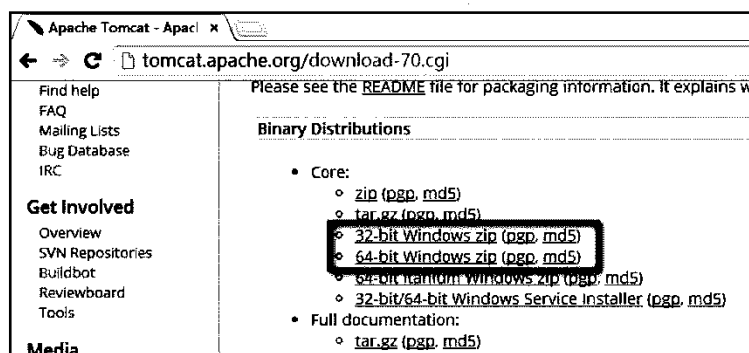 Apache Tomcat - Apacl ×
tomcat.apache.org/download-70.cgi
Find help
FAQ
Mailing Lists
Bug Database
IRC
Get Involved
Overview
SVN Repositories
Buildbot
Reviewboard
Tools
Media
Please see the README file for packaging information. It explains w
Binary Distributions
• Core:
○ zip (pgp, md5)
○ tar.gz (pgp, md5)
○ 32-bit Windows zip (pgp, md5)
○ 64-bit Windows zip (pgp, md5)
○ 64-bit Itanium Windows zip (pgp, md5)
○ 32-bit/64-bit Windows Service Installer (pgp, md5)
• Full documentation:
○ tar.gz (pgp, md5)